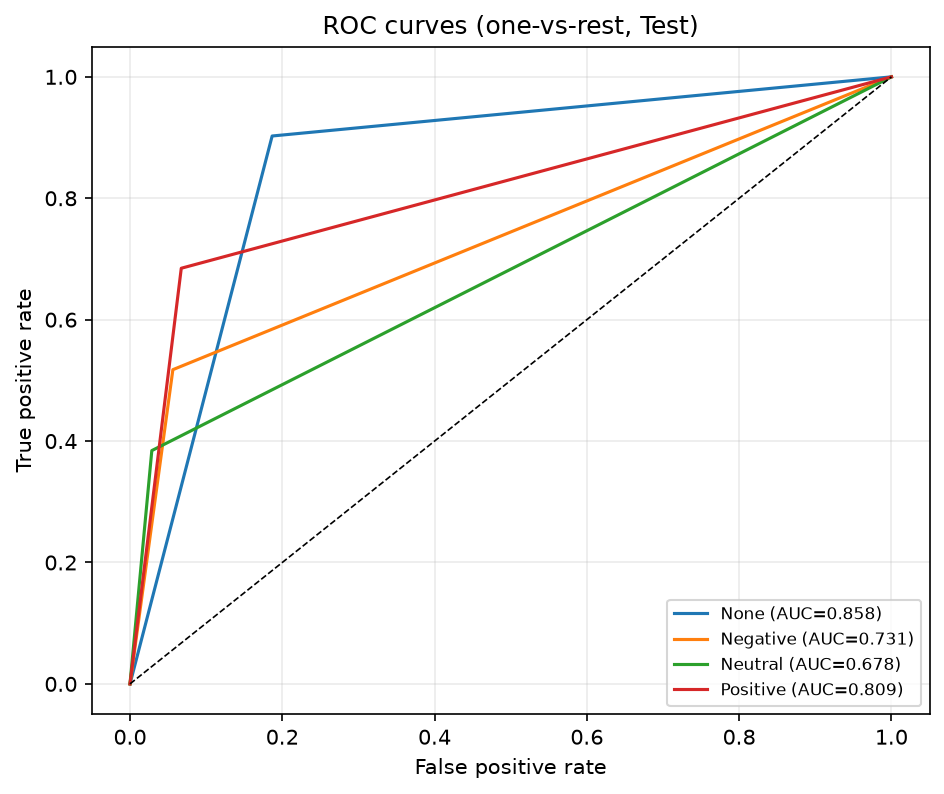 ROC curves (one-vs-rest, Test)
True positive rate
1.0
0.8
0.6
0.4
0.2
0.0
0.0 0.2 0.4 0.6 0.8 1.0
False positive rate
None (AUC=0.858)
Negative (AUC=0.731)
Neutral (AUC=0.678)
Positive (AUC=0.809)